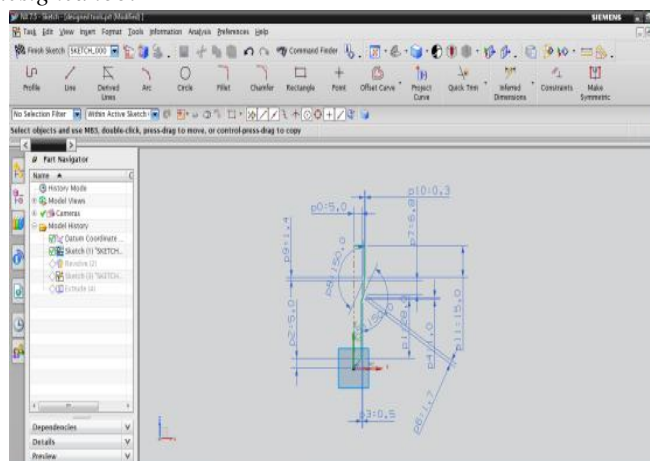 NX 7.5 - Sketch - [designed tools.prt (Modified) ]
SIEMENS
Task Edit View Insert Format Tools Information Analysis Preferences Help
Finish Sketch SKETCH_000
Command Finder
Profile Line Derived Lines Arc Circle Fillet Chamfer Rectangle Point Offset Curve Project Curve Quick Trim Inferred Dimensions Constraints Make Symmetric
No Selection Filter Within Active Sketch
Select objects and use MB3, double-click, press-drag to move, or control-press-drag to copy
Part Navigator
Name
History Mode
Model Views
Cameras
Model History
Datum Coordinate ...
Sketch (1) "SKETCH...
Revolve (2)
Sketch (3) "SKETCH...
Extrude (4)
Dependencies
Details
Preview
p10:0.3
p0:5.0
p9:1.4
p2:5.0
p4:1.0
p11:15.0
p3:0.5